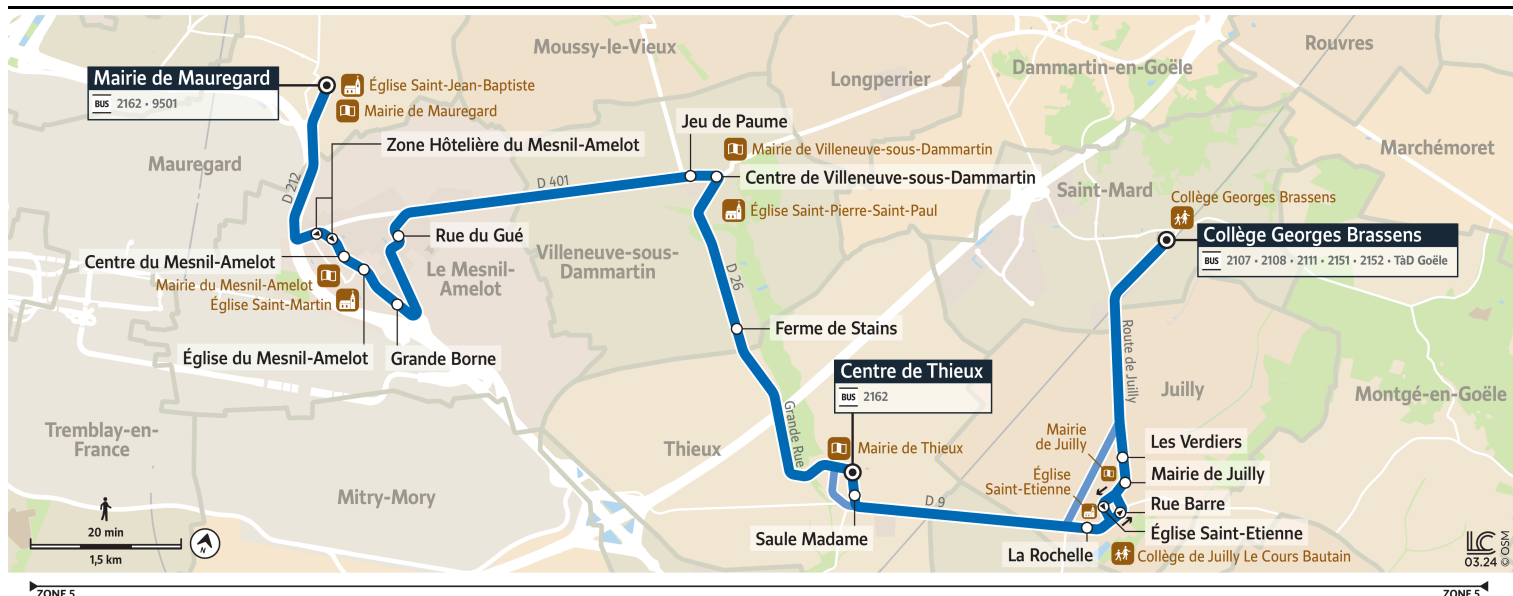 Moussy-le-Vieux
Rouvres
Longperrier
Dammartin-en-Goële
Mairie de Mauregard
BUS 2162 • 9501
Église Saint-Jean-Baptiste
Mairie de Mauregard
Jeu de Paume
Zone Hôtelière du Mesnil-Amelot
Mairie de Villeneuve-sous-Dammartin
Marchémoret
Mauregard
D 212
D 401
Centre de Villeneuve-sous-Dammartin
Saint-Mard
Collège Georges Brassens
Église Saint-Pierre-Saint-Paul
Rue du Gué
Collège Georges Brassens
BUS 2107 • 2108 • 2111 • 2151 • 2152 • TàD Goële
Centre du Mesnil-Amelot
Villeneuve-sous-
Dammartin
Le Mesnil-
Amelot
Mairie du Mesnil-Amelot
Église Saint-Martin
D 26
Ferme de Stains
Route de Juilly
Église du Mesnil-Amelot
Grande Borne
Centre de Thieux
BUS 2162
Juilly
Montgé-en-Goële
Grande Rue
Tremblay-en-
France
Thieux
Mairie de Thieux
Mairie
de Juilly
Les Verdiers
Église
Saint-Etienne
Mairie de Juilly
Mitry-Mory
D 9
Rue Barre
20 min
1,5 km
N
Saule Madame
Église Saint-Etienne
La Rochelle
Collège de Juilly Le Cours Bautain
LC
03.24
© OSM
ZONE 5
ZONE 5